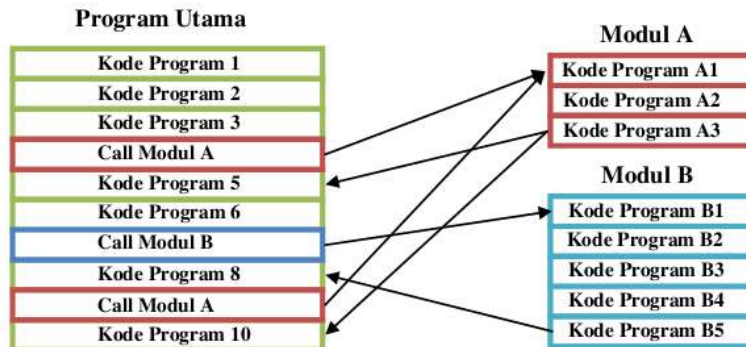 Program Utama
Kode Program 1
Kode Program 2
Kode Program 3
Call Modul A
Kode Program 5
Kode Program 6
Call Modul B
Kode Program 8
Call Modul A
Kode Program 10
Modul A
Kode Program A1
Kode Program A2
Kode Program A3
Modul B
Kode Program B1
Kode Program B2
Kode Program B3
Kode Program B4
Kode Program B5